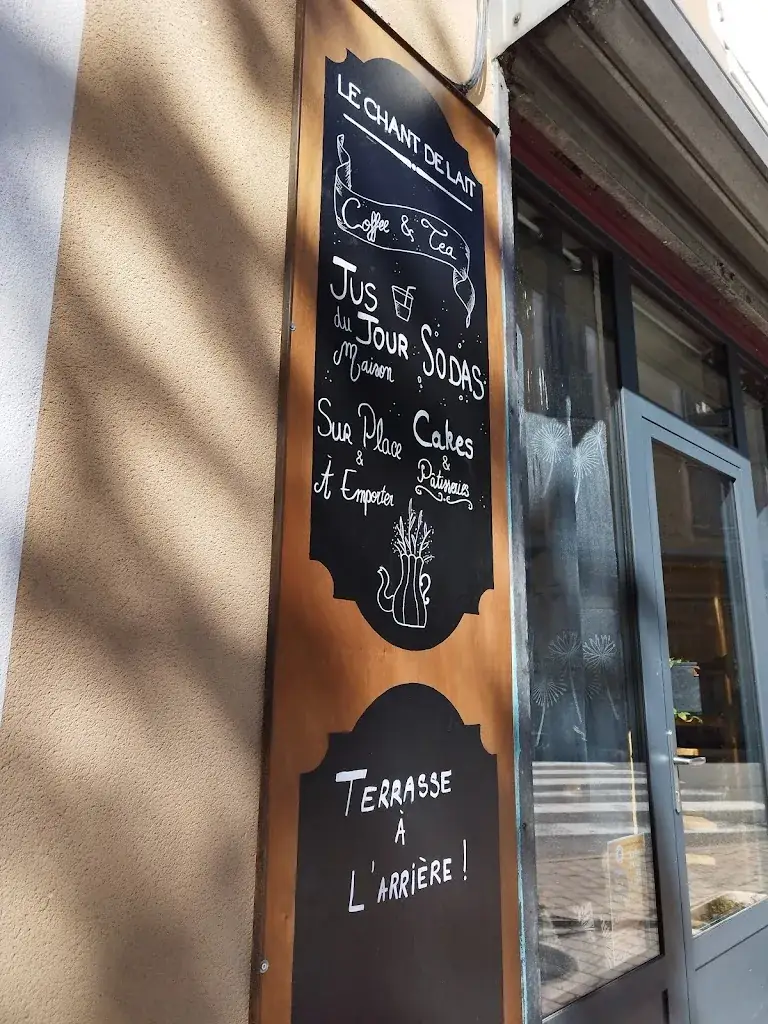 LE CHANT DE LAIT
Coffee & Tea
JUS
du JOUR
Maison
SODAS
Sur Place
&
À Emporter
Cakes
&
Pâtisseries
TERRASSE
À
L'ARRIÈRE !